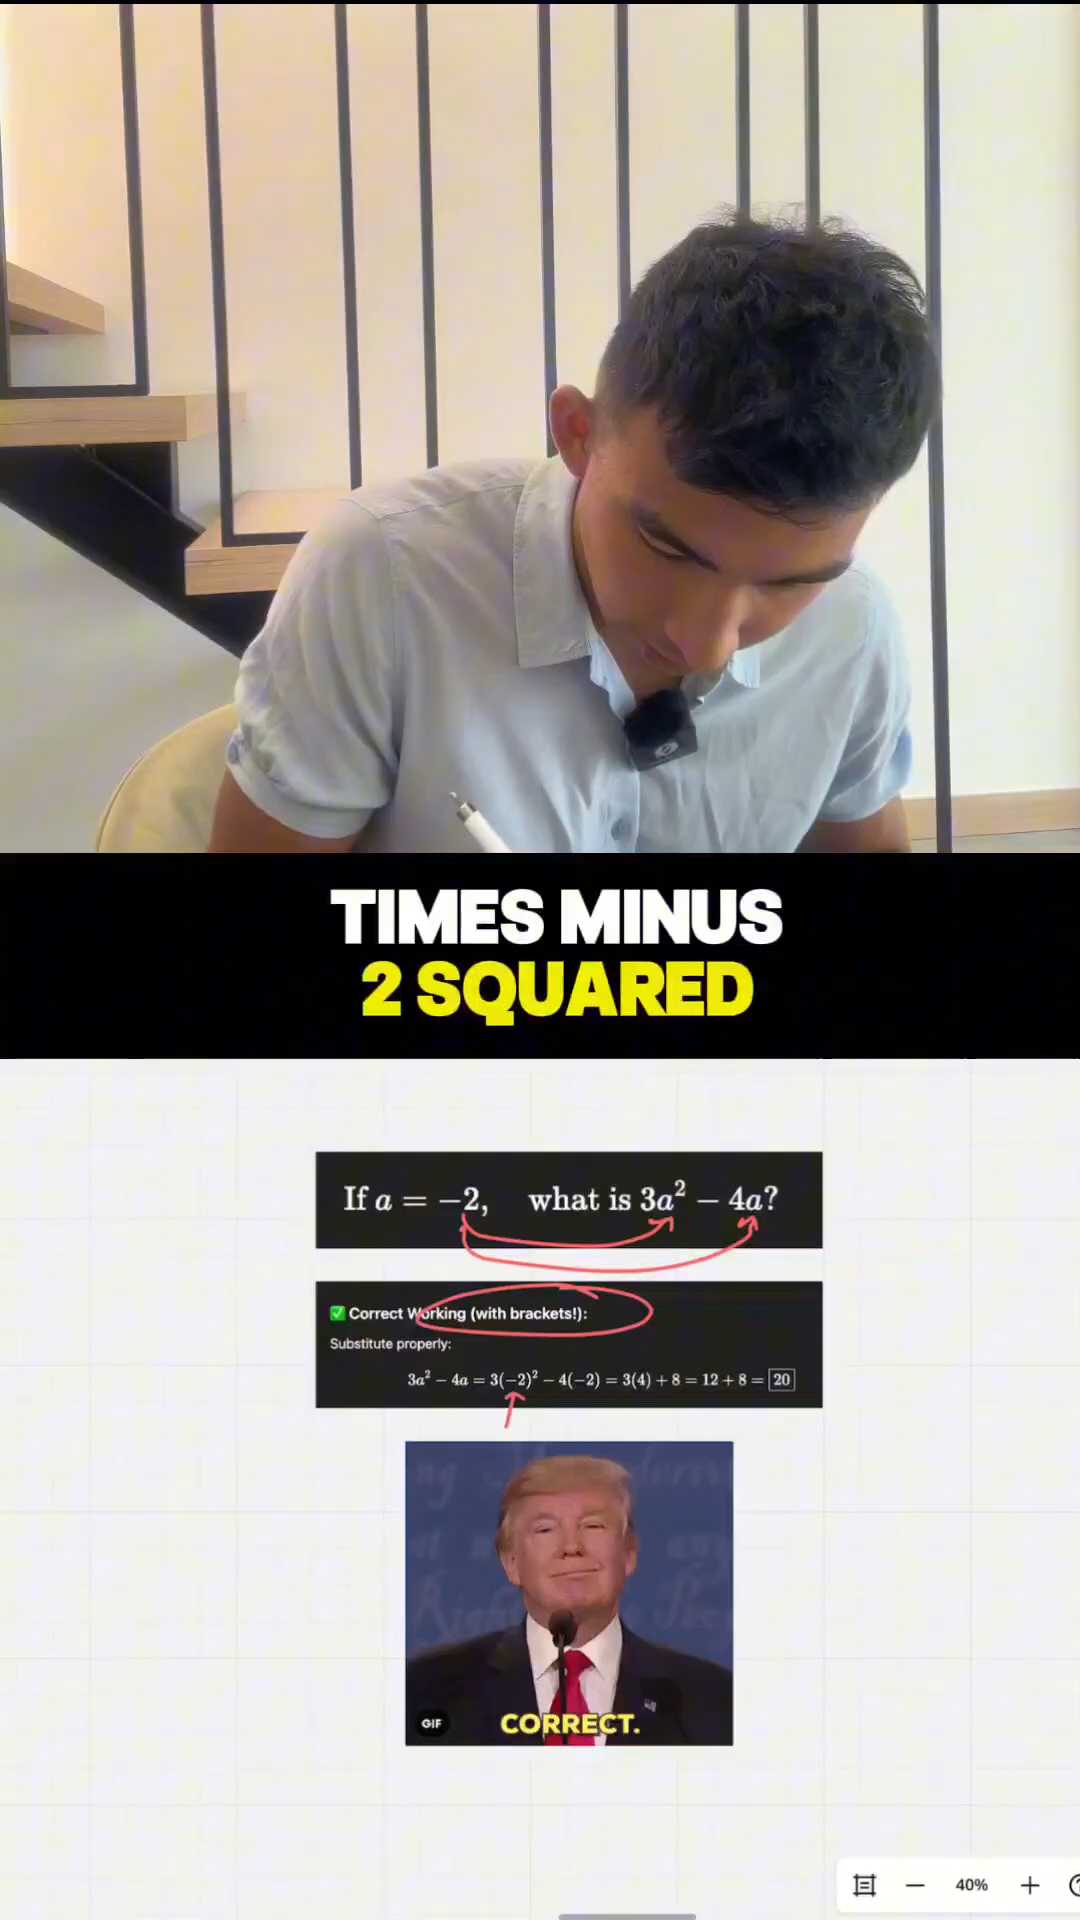 TIMES MINUS
2 SQUARED
If a = −2, what is 3a² − 4a?
✅ Correct Working (with brackets!):
Substitute properly:
3a² − 4a = 3(−2)² − 4(−2) = 3(4) + 8 = 12 + 8 = 20
GIF
CORRECT.
40%